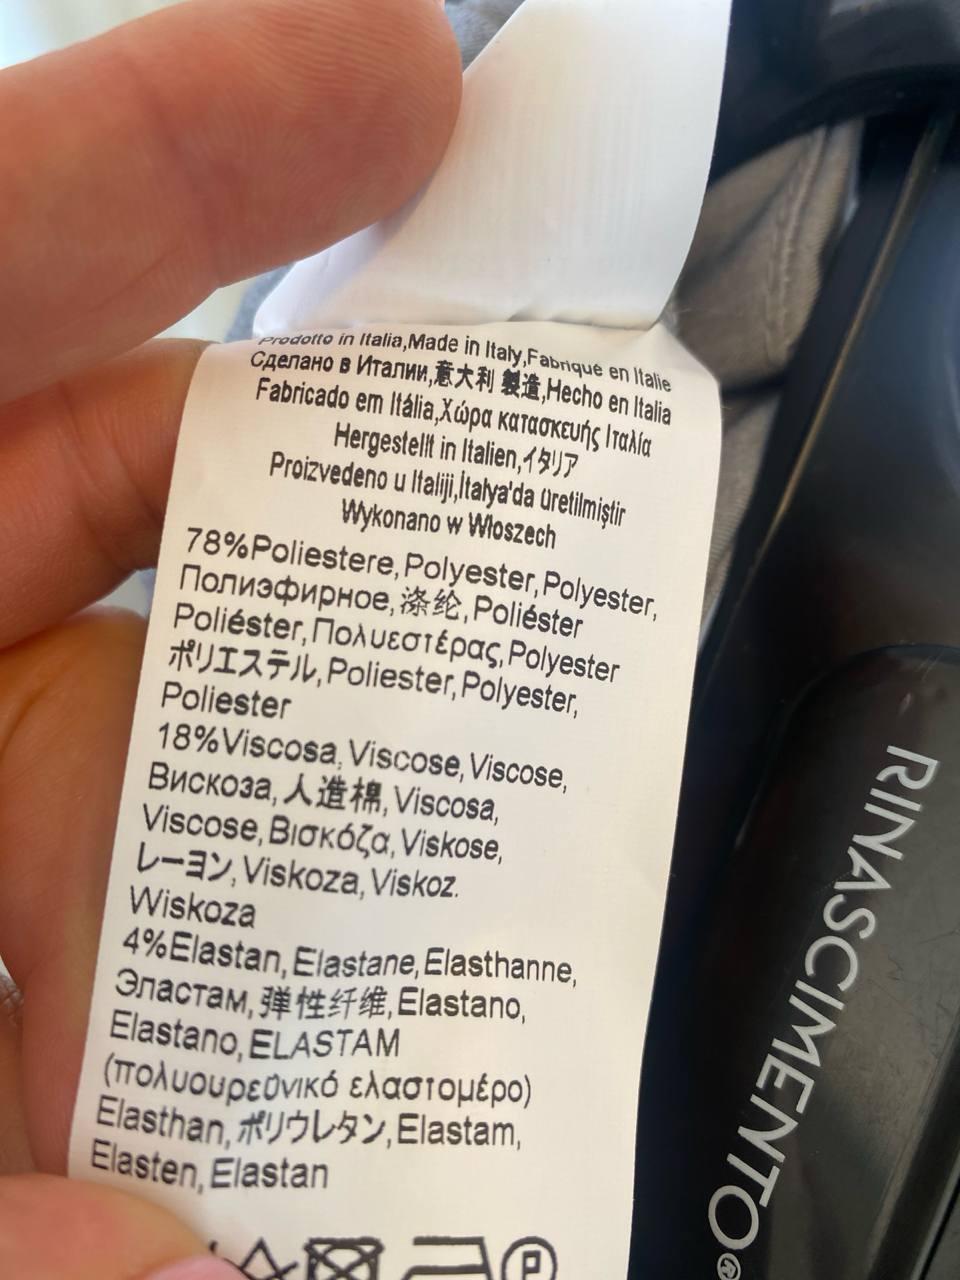 Prodotto in Italia,Made in Italy,Fabriqué en Italie
Сделано в Италии,意大利 製造,Hecho en Italia
Fabricado em Itália,Χώρα κατασκευής Ιταλία
Hergestellt in Italien,イタリア
Proizvedeno u Italiji,İtalya'da üretilmiştir
Wykonano w Włoszech
78%Poliestere,Polyester,Polyester,
Полиэфирное,涤纶,Poliéster
Poliéster,Πολυεστέρας,Polyester
ポリエステル,Poliester,Polyester,
Poliester
18%Viscosa,Viscose,Viscose,
Вискоза,人造棉,Viscosa,
Viscose,Βισκόζα,Viskose,
レーヨン,Viskoza,Viskoz.
Wiskoza
4%Elastan,Elastane,Elasthanne,
Эластам,弹性纤维,Elastano,
Elastano,ELASTAM
(πολυουρεΰνικό ελαστομέρο)
Elasthan,ポリウレタン,Elastam,
Elasten,Elastan
P
RINASCIMENTO®